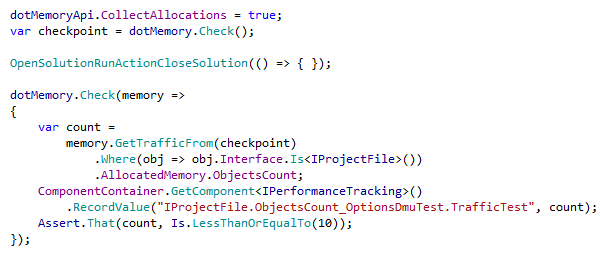 dotMemoryApi.CollectAllocations = true;
var checkpoint = dotMemory.Check();
OpenSolutionRunActionCloseSolution(() => { });
dotMemory.Check(memory =>
{
    var count =
        memory.GetTrafficFrom(checkpoint)
            .Where(obj => obj.Interface.Is<IProjectFile>())
            .AllocatedMemory.ObjectsCount;
    ComponentContainer.GetComponent<IPerformanceTracking>()
        .RecordValue("IProjectFile.ObjectsCount_OptionsDmuTest.TrafficTest", count);
    Assert.That(count, Is.LessThanOrEqualTo(10));
});